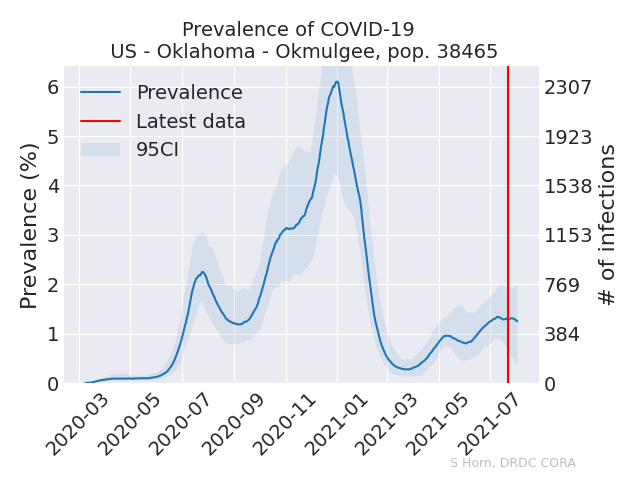 Prevalence of COVID-19
US - Oklahoma - Okmulgee, pop. 38465
Prevalence
Latest data
95CI
Prevalence (%)
6
5
4
3
2
1
0
2307
1923
1538
1153
769
384
0
# of infections
2020-03
2020-05
2020-07
2020-09
2020-11
2021-01
2021-03
2021-05
2021-07
S Horn, DRDC CORA